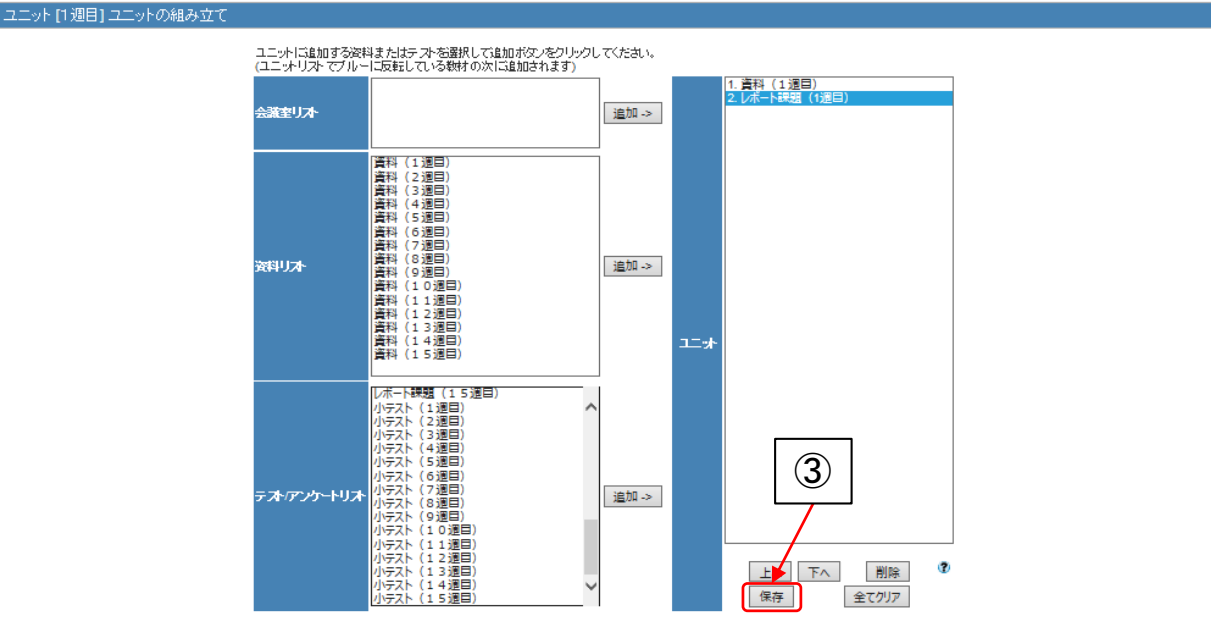 ユニット [1週目] ユニットの組み立て
ユニットに追加する資料またはテストを選択して追加ボタンをクリックしてください。
(ユニットリストでブルーに反転している教材の次に追加されます)
会議室リスト
追加->
資料リスト
資料（1週目）
資料（2週目）
資料（3週目）
資料（4週目）
資料（5週目）
資料（6週目）
資料（7週目）
資料（8週目）
資料（9週目）
資料（１０週目）
資料（１１週目）
資料（１２週目）
資料（１３週目）
資料（１４週目）
資料（１５週目）
追加->
テスト/アンケートリスト
レポート課題（１５週目）
小テスト（1週目）
小テスト（2週目）
小テスト（3週目）
小テスト（4週目）
小テスト（5週目）
小テスト（6週目）
小テスト（7週目）
小テスト（8週目）
小テスト（9週目）
小テスト（１０週目）
小テスト（１１週目）
小テスト（１２週目）
小テスト（１３週目）
小テスト（１４週目）
小テスト（１５週目）
追加->
ユニット
1. 資料（1週目）
2. レポート課題（1週目）
③
上へ 下へ 削除
保存 全てクリア